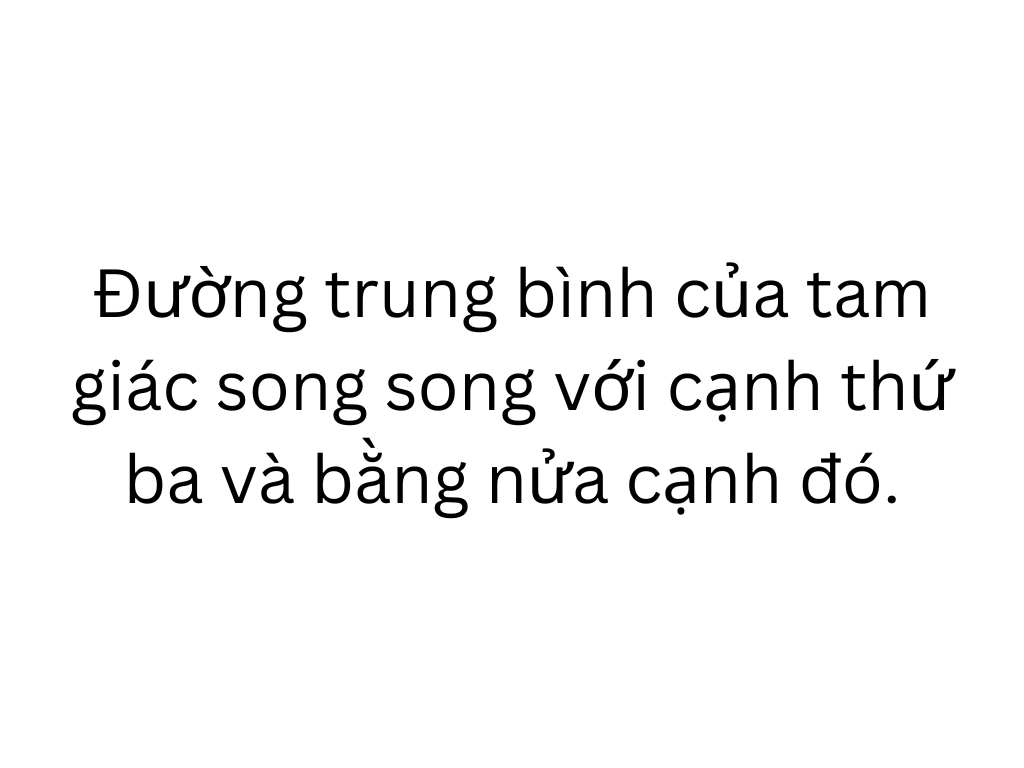 Đường trung bình của tam
giác song song với cạnh thứ
ba và bằng nửa cạnh đó.